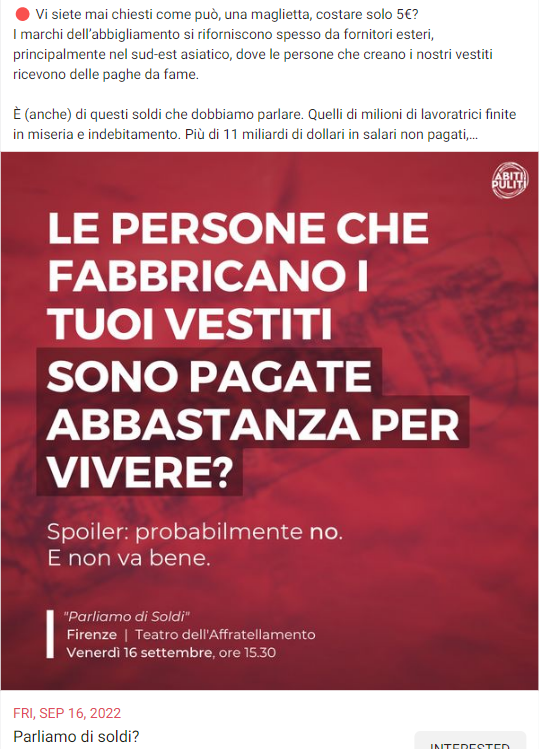 🔴 Vi siete mai chiesti come può, una maglietta, costare solo 5€?
I marchi dell'abbigliamento si riforniscono spesso da fornitori esteri,
principalmente nel sud-est asiatico, dove le persone che creano i nostri vestiti
ricevono delle paghe da fame.
È (anche) di questi soldi che dobbiamo parlare. Quelli di milioni di lavoratrici finite
in miseria e indebitamento. Più di 11 miliardi di dollari in salari non pagati,...
ABITI
PULITI
LE PERSONE CHE
FABBRICANO I
TUOI VESTITI
SONO PAGATE
ABBASTANZA PER
VIVERE?
Spoiler: probabilmente no.
E non va bene.
"Parliamo di Soldi"
Firenze | Teatro dell'Affratellamento
Venerdì 16 settembre, ore 15.30
FRI, SEP 16, 2022
Parliamo di soldi?
INTERESTED